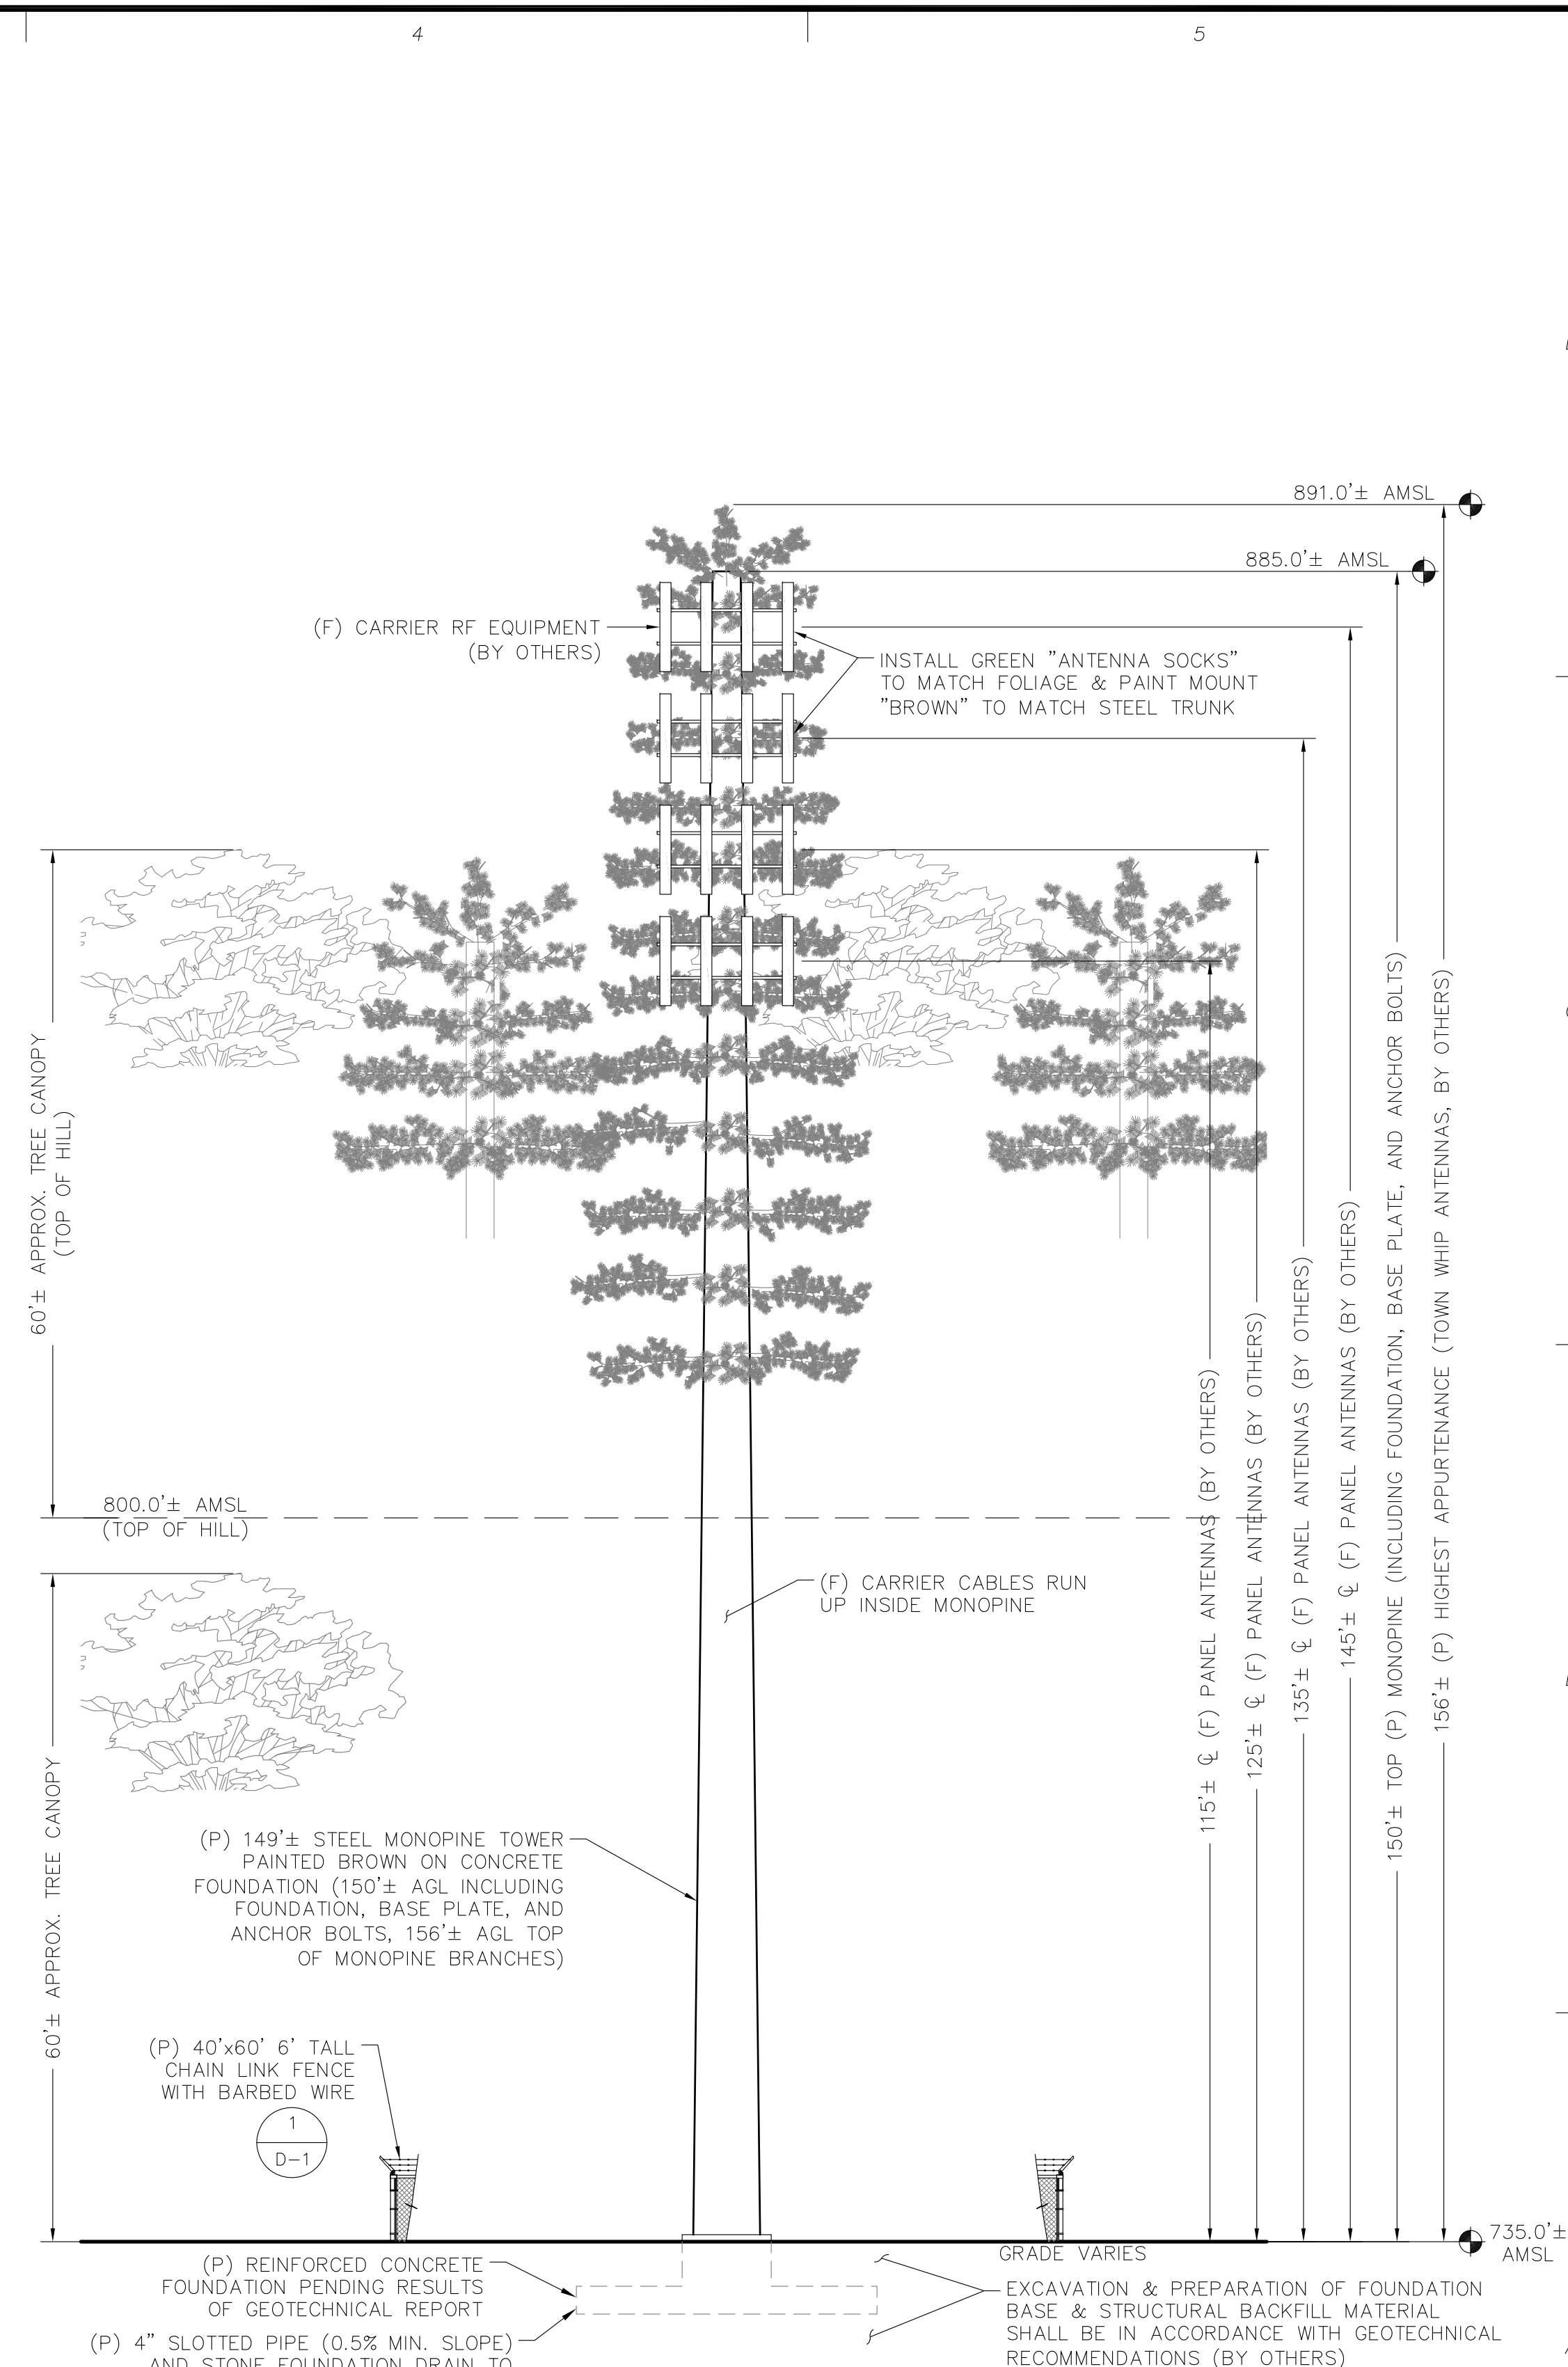 4
5
891.0'± AMSL
885.0'± AMSL
(F) CARRIER RF EQUIPMENT
(BY OTHERS)
INSTALL GREEN "ANTENNA SOCKS"
TO MATCH FOLIAGE & PAINT MOUNT
"BROWN" TO MATCH STEEL TRUNK
60'± APPROX. TREE CANOPY
(TOP OF HILL)
800.0'± AMSL
(TOP OF HILL)
(F) CARRIER CABLES RUN
UP INSIDE MONOPINE
115'± ℄ (F) PANEL ANTENNAS (BY OTHERS)
125'± ℄ (F) PANEL ANTENNAS (BY OTHERS)
135'± ℄ (F) PANEL ANTENNAS (BY OTHERS)
145'± ℄ (F) PANEL ANTENNAS (BY OTHERS)
150'± TOP (P) MONOPINE (INCLUDING FOUNDATION, BASE PLATE, AND ANCHOR BOLTS)
156'± (P) HIGHEST APPURTENANCE (TOWN WHIP ANTENNAS, BY OTHERS)
60'± APPROX. TREE CANOPY
(P) 149'± STEEL MONOPINE TOWER
PAINTED BROWN ON CONCRETE
FOUNDATION (150'± AGL INCLUDING
FOUNDATION, BASE PLATE, AND
ANCHOR BOLTS, 156'± AGL TOP
OF MONOPINE BRANCHES)
(P) 40'x60' 6' TALL
CHAIN LINK FENCE
WITH BARBED WIRE
1
D-1
735.0'±
AMSL
GRADE VARIES
(P) REINFORCED CONCRETE
FOUNDATION PENDING RESULTS
OF GEOTECHNICAL REPORT
EXCAVATION & PREPARATION OF FOUNDATION
BASE & STRUCTURAL BACKFILL MATERIAL
SHALL BE IN ACCORDANCE WITH GEOTECHNICAL
RECOMMENDATIONS (BY OTHERS)
(P) 4" SLOTTED PIPE (0.5% MIN. SLOPE)
AND STONE FOUNDATION DRAIN TO